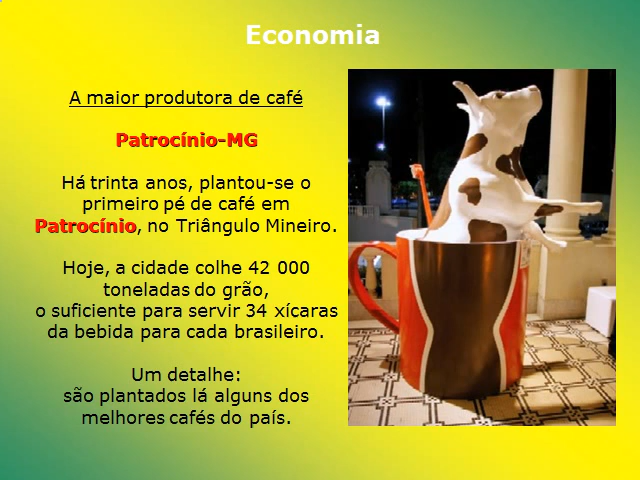 Economia
A maior produtora de café
Patrocínio-MG
Há trinta anos, plantou-se o
primeiro pé de café em
Patrocínio, no Triângulo Mineiro.
Hoje, a cidade colhe 42 000
toneladas do grão,
o suficiente para servir 34 xícaras
da bebida para cada brasileiro.
Um detalhe:
são plantados lá alguns dos
melhores cafés do país.